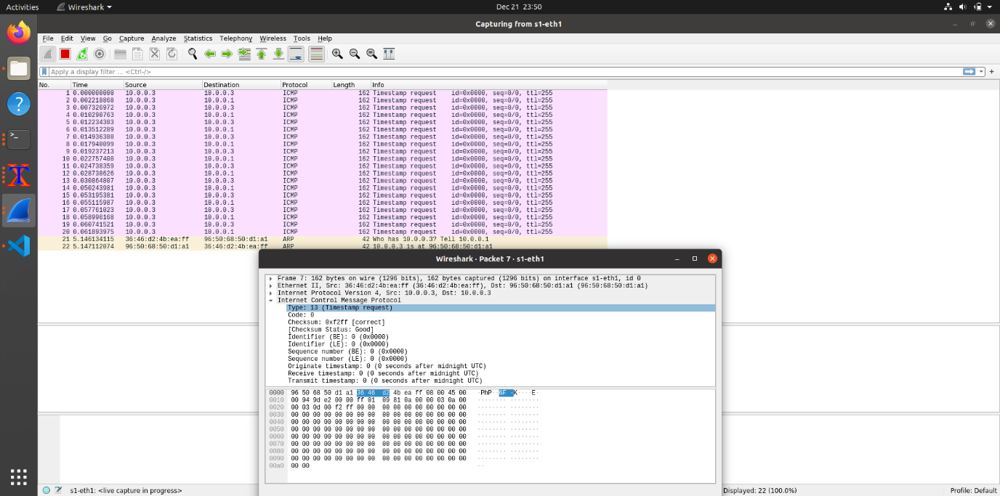 Activities Wireshark Dec 21 23:50
Capturing from s1-eth1
File Edit View Go Capture Analyze Statistics Telephony Wireless Tools Help
Apply a display filter ... <Ctrl-/>
No. Time Source Destination Protocol Length Info
1 0.000000000 10.0.0.3 10.0.0.3 ICMP 162 Timestamp request id=0x0000, seq=0/0, ttl=255
2 0.002218868 10.0.0.3 10.0.0.1 ICMP 162 Timestamp request id=0x0000, seq=0/0, ttl=255
3 0.007326972 10.0.0.3 10.0.0.3 ICMP 162 Timestamp request id=0x0000, seq=0/0, ttl=255
4 0.010290763 10.0.0.3 10.0.0.1 ICMP 162 Timestamp request id=0x0000, seq=0/0, ttl=255
5 0.012234383 10.0.0.3 10.0.0.3 ICMP 162 Timestamp request id=0x0000, seq=0/0, ttl=255
6 0.013512289 10.0.0.3 10.0.0.1 ICMP 162 Timestamp request id=0x0000, seq=0/0, ttl=255
7 0.014936388 10.0.0.3 10.0.0.3 ICMP 162 Timestamp request id=0x0000, seq=0/0, ttl=255
8 0.017940099 10.0.0.3 10.0.0.1 ICMP 162 Timestamp request id=0x0000, seq=0/0, ttl=255
9 0.019237213 10.0.0.3 10.0.0.3 ICMP 162 Timestamp request id=0x0000, seq=0/0, ttl=255
10 0.022757408 10.0.0.3 10.0.0.1 ICMP 162 Timestamp request id=0x0000, seq=0/0, ttl=255
11 0.024738359 10.0.0.3 10.0.0.3 ICMP 162 Timestamp request id=0x0000, seq=0/0, ttl=255
12 0.028738626 10.0.0.3 10.0.0.1 ICMP 162 Timestamp request id=0x0000, seq=0/0, ttl=255
13 0.030864807 10.0.0.3 10.0.0.3 ICMP 162 Timestamp request id=0x0000, seq=0/0, ttl=255
14 0.050243981 10.0.0.3 10.0.0.1 ICMP 162 Timestamp request id=0x0000, seq=0/0, ttl=255
15 0.053195381 10.0.0.3 10.0.0.3 ICMP 162 Timestamp request id=0x0000, seq=0/0, ttl=255
16 0.055115987 10.0.0.3 10.0.0.1 ICMP 162 Timestamp request id=0x0000, seq=0/0, ttl=255
17 0.057761023 10.0.0.3 10.0.0.3 ICMP 162 Timestamp request id=0x0000, seq=0/0, ttl=255
18 0.058996168 10.0.0.3 10.0.0.1 ICMP 162 Timestamp request id=0x0000, seq=0/0, ttl=255
19 0.060741521 10.0.0.3 10.0.0.3 ICMP 162 Timestamp request id=0x0000, seq=0/0, ttl=255
20 0.061893975 10.0.0.3 10.0.0.1 ICMP 162 Timestamp request id=0x0000, seq=0/0, ttl=255
21 5.146134115 36:46:d2:4b:ea:ff 96:50:68:50:d1:a1 ARP 42 Who has 10.0.0.3? Tell 10.0.0.1
22 5.147112074 96:50:68:50:d1:a1 36:46:d2:4b:ea:ff ARP 42 10.0.0.3 is at 96:50:68:50:d1:a1
Wireshark · Packet 7 · s1-eth1
Frame 7: 162 bytes on wire (1296 bits), 162 bytes captured (1296 bits) on interface s1-eth1, id 0
Ethernet II, Src: 36:46:d2:4b:ea:ff (36:46:d2:4b:ea:ff), Dst: 96:50:68:50:d1:a1 (96:50:68:50:d1:a1)
Internet Protocol Version 4, Src: 10.0.0.3, Dst: 10.0.0.3
Internet Control Message Protocol
Type: 13 (Timestamp request)
Code: 0
Checksum: 0xf2ff [correct]
[Checksum Status: Good]
Identifier (BE): 0 (0x0000)
Identifier (LE): 0 (0x0000)
Sequence number (BE): 0 (0x0000)
Sequence number (LE): 0 (0x0000)
Originate timestamp: 0 (0 seconds after midnight UTC)
Receive timestamp: 0 (0 seconds after midnight UTC)
Transmit timestamp: 0 (0 seconds after midnight UTC)
0000 96 50 68 50 d1 a1 36 46 d2 4b ea ff 08 00 45 00 ·PhP··6F ·K····E·
0010 00 94 9d e2 00 00 ff 01 09 81 0a 00 00 03 0a 00 ········ ········
0020 00 03 0d 00 f2 ff 00 00 00 00 00 00 00 00 00 00 ········ ········
0030 00 00 00 00 00 00 00 00 00 00 00 00 00 00 00 00 ········ ········
0040 00 00 00 00 00 00 00 00 00 00 00 00 00 00 00 00 ········ ········
0050 00 00 00 00 00 00 00 00 00 00 00 00 00 00 00 00 ········ ········
0060 00 00 00 00 00 00 00 00 00 00 00 00 00 00 00 00 ········ ········
0070 00 00 00 00 00 00 00 00 00 00 00 00 00 00 00 00 ········ ········
0080 00 00 00 00 00 00 00 00 00 00 00 00 00 00 00 00 ········ ········
0090 00 00 00 00 00 00 00 00 00 00 00 00 00 00 00 00 ········ ········
00a0 00 00 ··
s1-eth1: <live capture in progress> Displayed: 22 (100.0%) Profile: Default